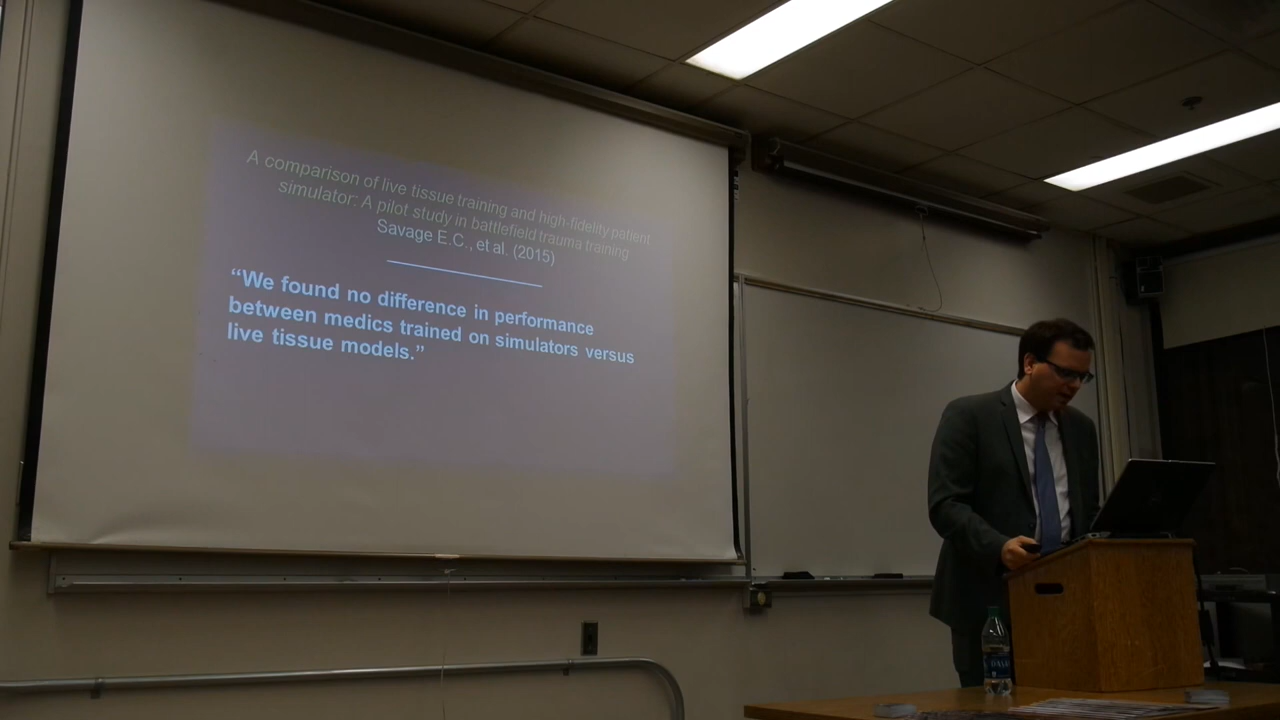 A comparison of live tissue training and high-fidelity patient
simulator: A pilot study in battlefield trauma training
Savage E.C., et al. (2015)
“We found no difference in performance
between medics trained on simulators versus
live tissue models.”